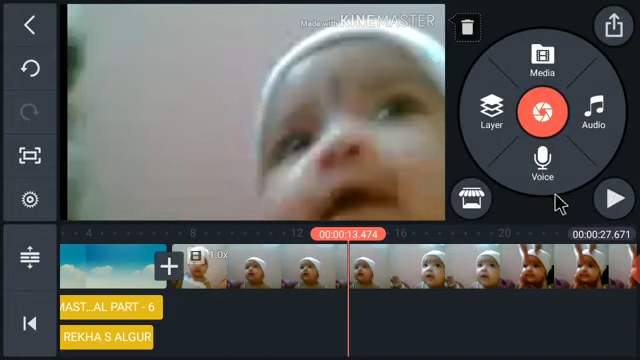 Made with KINEMASTER
Media
Layer
Audio
Voice
4
8
12
00:00:13.474
16
20
00:00:27.671
1.0x
MAST...AL PART - 6
REKHA S ALGUR